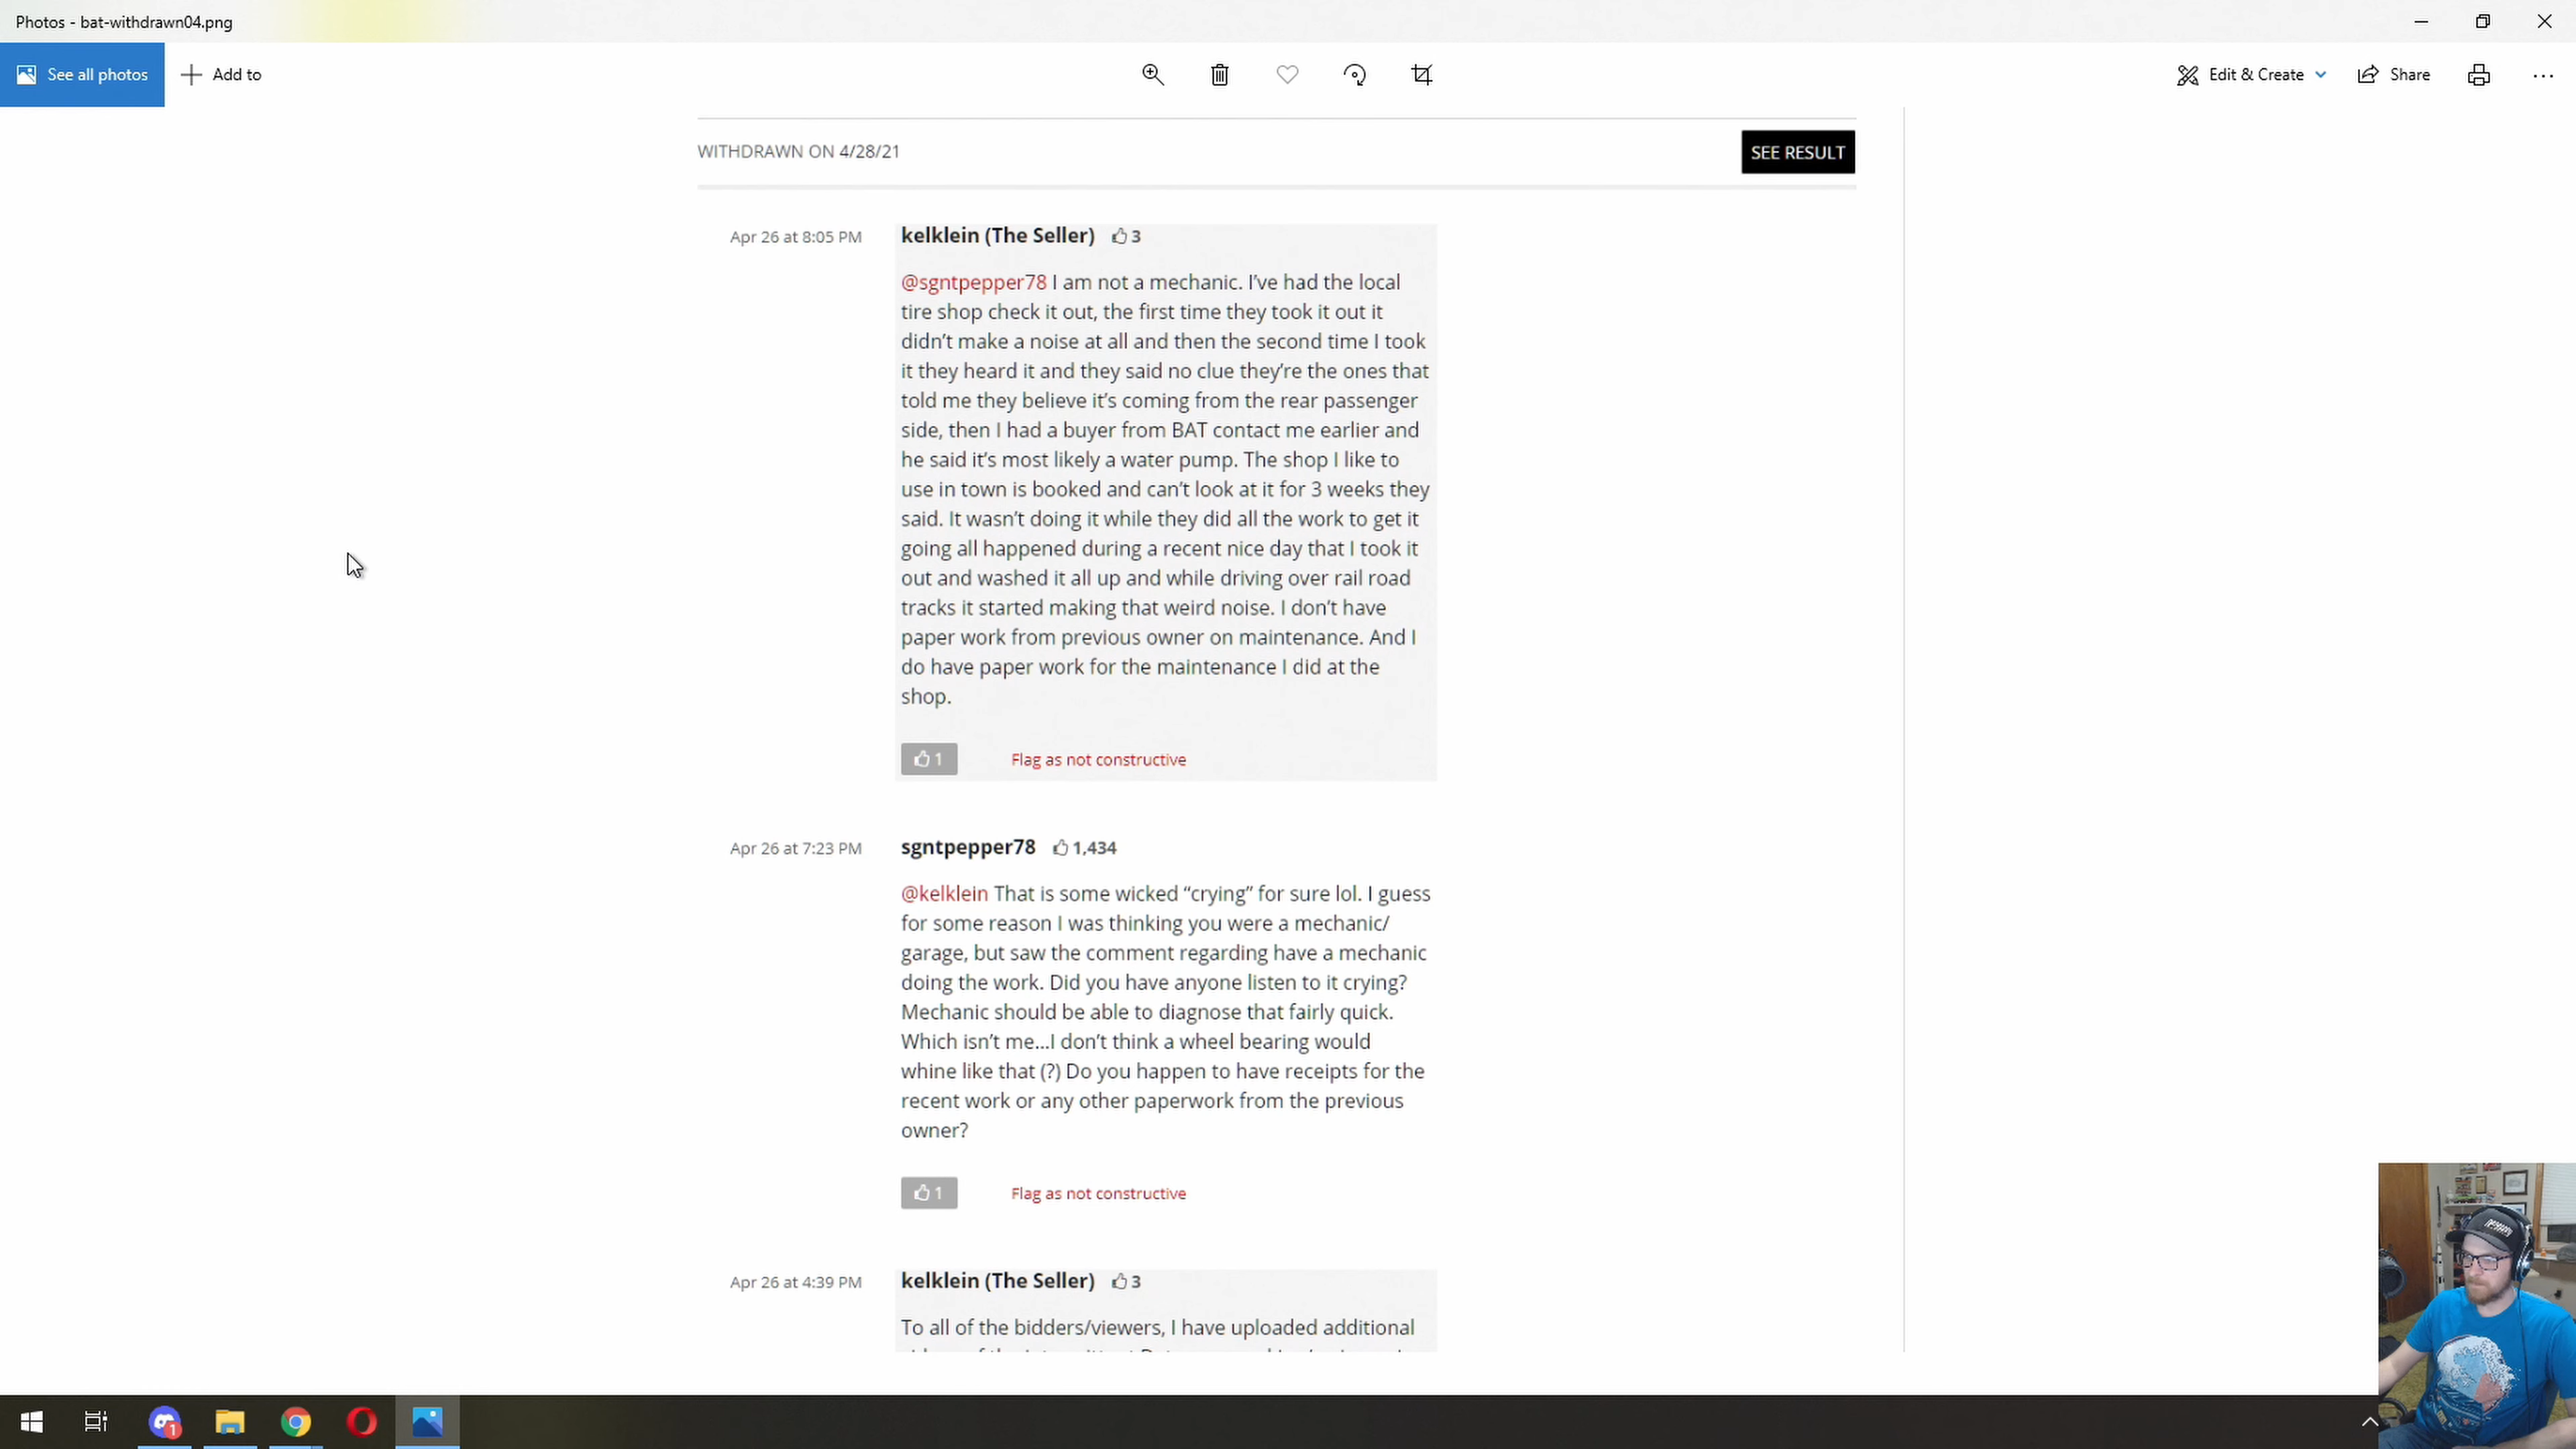 Photos - bat-withdrawn04.png
See all photos
Add to
Edit & Create
Share
WITHDRAWN ON 4/28/21
SEE RESULT
Apr 26 at 8:05 PM
kelklein (The Seller) 3
@sgntpepper78 I am not a mechanic. I've had the local
tire shop check it out, the first time they took it out it
didn't make a noise at all and then the second time I took
it they heard it and they said no clue they're the ones that
told me they believe it's coming from the rear passenger
side, then I had a buyer from BAT contact me earlier and
he said it's most likely a water pump. The shop I like to
use in town is booked and can't look at it for 3 weeks they
said. It wasn't doing it while they did all the work to get it
going all happened during a recent nice day that I took it
out and washed it all up and while driving over rail road
tracks it started making that weird noise. I don't have
paper work from previous owner on maintenance. And I
do have paper work for the maintenance I did at the
shop.
1
Flag as not constructive
Apr 26 at 7:23 PM
sgntpepper78 1,434
@kelklein That is some wicked “crying” for sure lol. I guess
for some reason I was thinking you were a mechanic/
garage, but saw the comment regarding have a mechanic
doing the work. Did you have anyone listen to it crying?
Mechanic should be able to diagnose that fairly quick.
Which isn't me...I don't think a wheel bearing would
whine like that (?) Do you happen to have receipts for the
recent work or any other paperwork from the previous
owner?
1
Flag as not constructive
Apr 26 at 4:39 PM
kelklein (The Seller) 3
To all of the bidders/viewers, I have uploaded additional
1